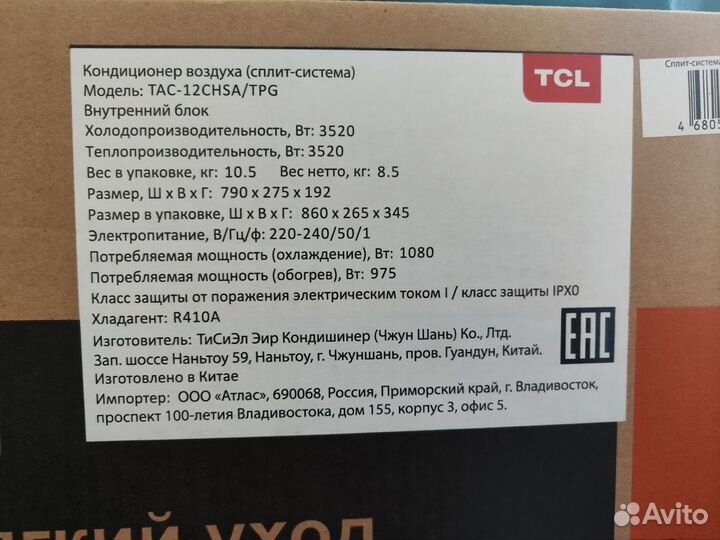 Кондиционер воздуха (сплит-система)
Модель: TAC-12CHSA/TPG
Внутренний блок
Холодопроизводительность, Вт: 3520
Теплопроизводительность, Вт: 3520
Вес в упаковке, кг: 10.5 Вес нетто, кг: 8.5
Размер, Ш х В х Г: 790 х 275 х 192
Размер в упаковке, Ш х В х Г: 860 х 265 х 345
Электропитание, В/Гц/ф: 220-240/50/1
Потребляемая мощность (охлаждение), Вт: 1080
Потребляемая мощность (обогрев), Вт: 975
Класс защиты от поражения электрическим током I / класс защиты IPX0
Хладагент: R410A
Изготовитель: ТиСиЭл Эир Кондишинер (Чжун Шань) Ко., Лтд.
Зап. шоссе Наньтоу 59, Наньтоу, г. Чжуншань, пров. Гуандун, Китай.
Изготовлено в Китае
Импортер: ООО «Атлас», 690068, Россия, Приморский край, г. Владивосток,
проспект 100-летия Владивостока, дом 155, корпус 3, офис 5.
TCL
EAC
Сплит-система
4 6805
уход
Avito